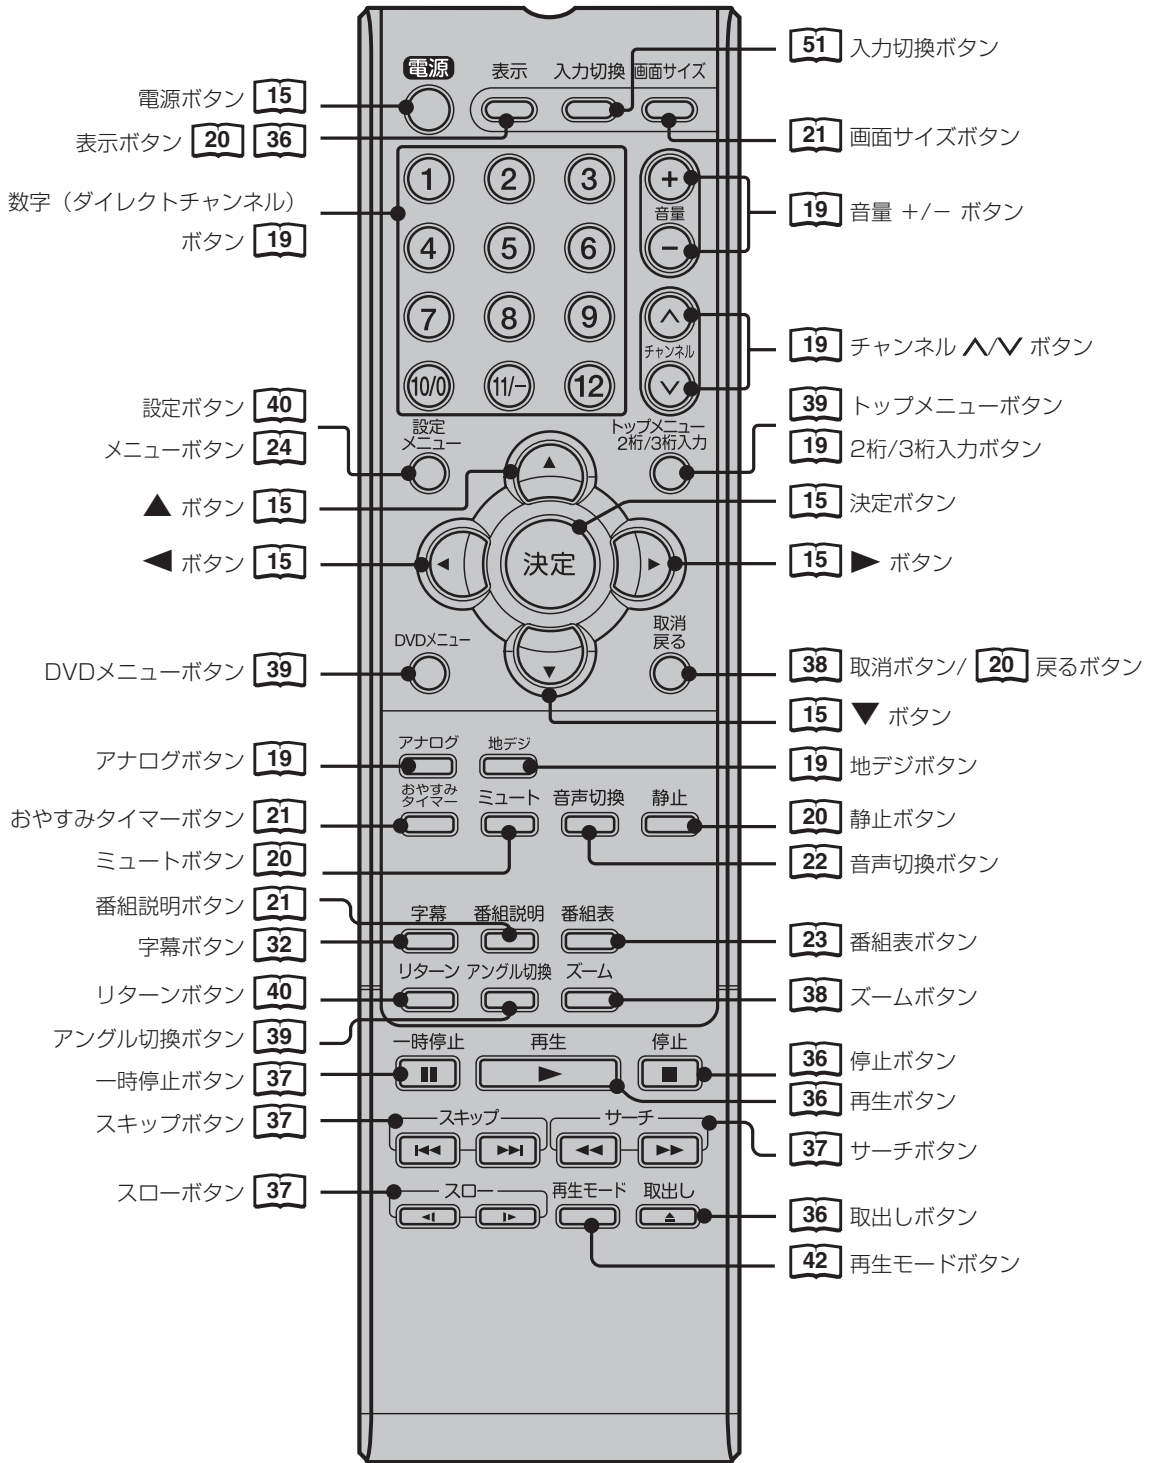 電源
表示
入力切換
画面サイズ
1
2
3
音量
4
5
6
7
8
9
チャンネル
10/0
11/−
12
設定
メニュー
トップメニュー
2桁/3桁入力
決定
DVDメニュー
取消
戻る
アナログ
地デジ
おやすみ
タイマー
ミュート
音声切換
静止
字幕
番組説明
番組表
リターン
アングル切換
ズーム
一時停止
再生
停止
スキップ
サーチ
スロー
再生モード
取出し
電源ボタン 15
表示ボタン 20 36
数字（ダイレクトチャンネル）
ボタン 19
設定ボタン 40
メニューボタン 24
▲ ボタン 15
◀ ボタン 15
DVDメニューボタン 39
アナログボタン 19
おやすみタイマーボタン 21
ミュートボタン 20
番組説明ボタン 21
字幕ボタン 32
リターンボタン 40
アングル切換ボタン 39
一時停止ボタン 37
スキップボタン 37
スローボタン 37
51 入力切換ボタン
21 画面サイズボタン
19 音量 +/− ボタン
19 チャンネル ∧/∨ ボタン
39 トップメニューボタン
19 2桁/3桁入力ボタン
15 決定ボタン
15 ▶ ボタン
38 取消ボタン/ 20 戻るボタン
15 ▼ ボタン
19 地デジボタン
20 静止ボタン
22 音声切換ボタン
23 番組表ボタン
38 ズームボタン
36 停止ボタン
36 再生ボタン
37 サーチボタン
36 取出しボタン
42 再生モードボタン